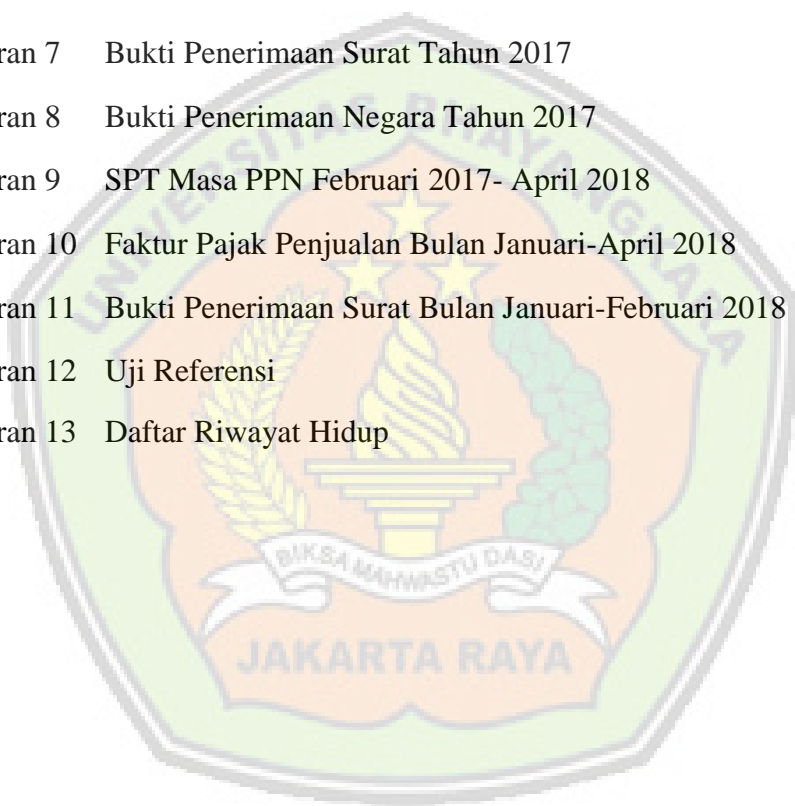 ran 7 Bukti Penerimaan Surat Tahun 2017
ran 8 Bukti Penerimaan Negara Tahun 2017
ran 9 SPT Masa PPN Februari 2017- April 2018
ran 10 Faktur Pajak Penjualan Bulan Januari-April 2018
ran 11 Bukti Penerimaan Surat Bulan Januari-Februari 2018
ran 12 Uji Referensi
ran 13 Daftar Riwayat Hidup
UNIVERSITAS BHAYANGKARA
BIKSA MAHWASTU DASI
JAKARTA RAYA